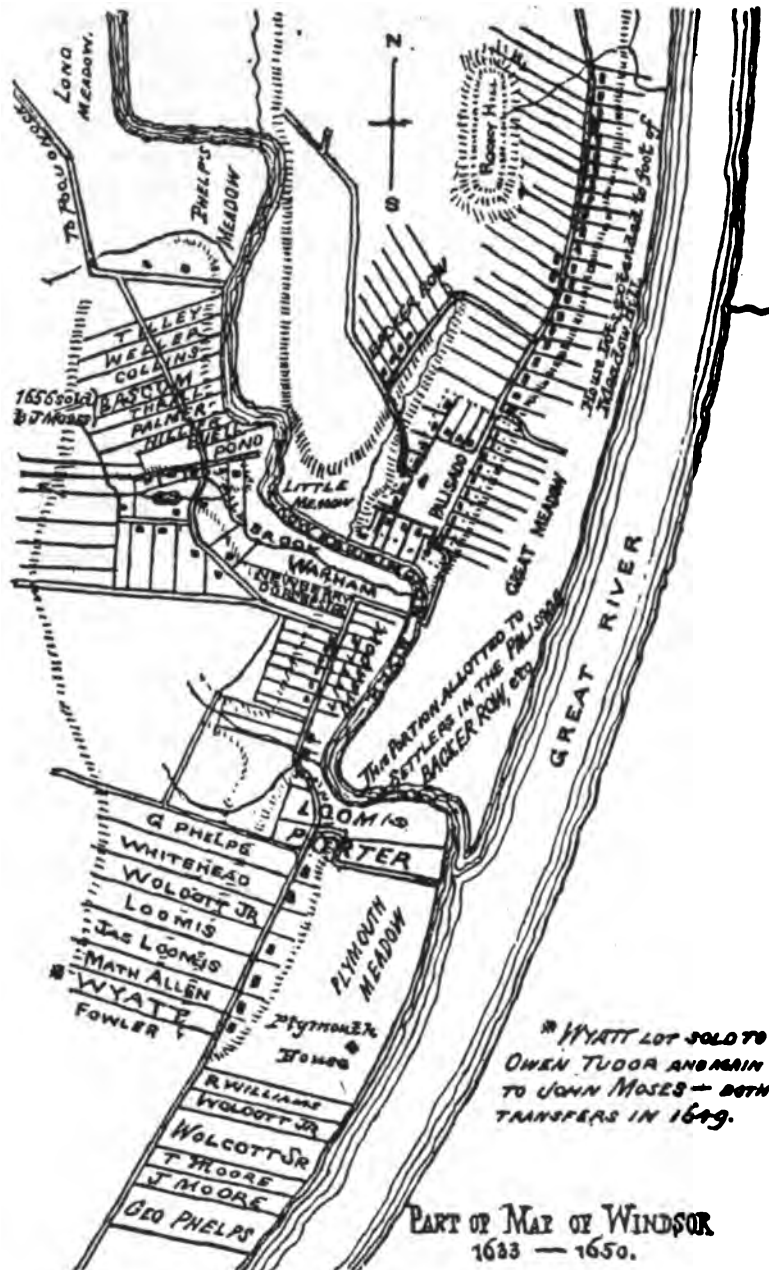 LONG
MEADOW.
PHELPS
MEADOW
N
S
ROCKY HILL
BACKER ROW
House lots extended to foot of
Meadow Hill
TILLEY
WELLER
COLLINS
BASCOM
THRALL
PALMER
HILLIER
BUELL
POND
1656 sold
to J MOSES
LITTLE
MEADOW
PALISADO
GREAT MEADOW
BROOK
WARHAM
NEWBERRY
GREAT RIVER
THIS PORTION ALLOTTED TO
SETTLERS IN THE PALISADO
BACKER ROW, etc
LOOMIS
PORTER
G PHELPS
WHITEHEAD
WOLCOTT JR
LOOMIS
JAS LOOMIS
MATH ALLEN
* WYATT
FOWLER
PLYMOUTH
MEADOW
Plymouth
House
R WILLIAMS
WOLCOTT JR
WOLCOTT SR
T MOORE
J MOORE
GEO PHELPS
* WYATT LOT SOLD TO
OWEN TUDOR AND AGAIN
TO JOHN MOSES — BOTH
TRANSFERS IN 1649.
PART OF MAP OF WINDSOR
1633 — 1650.